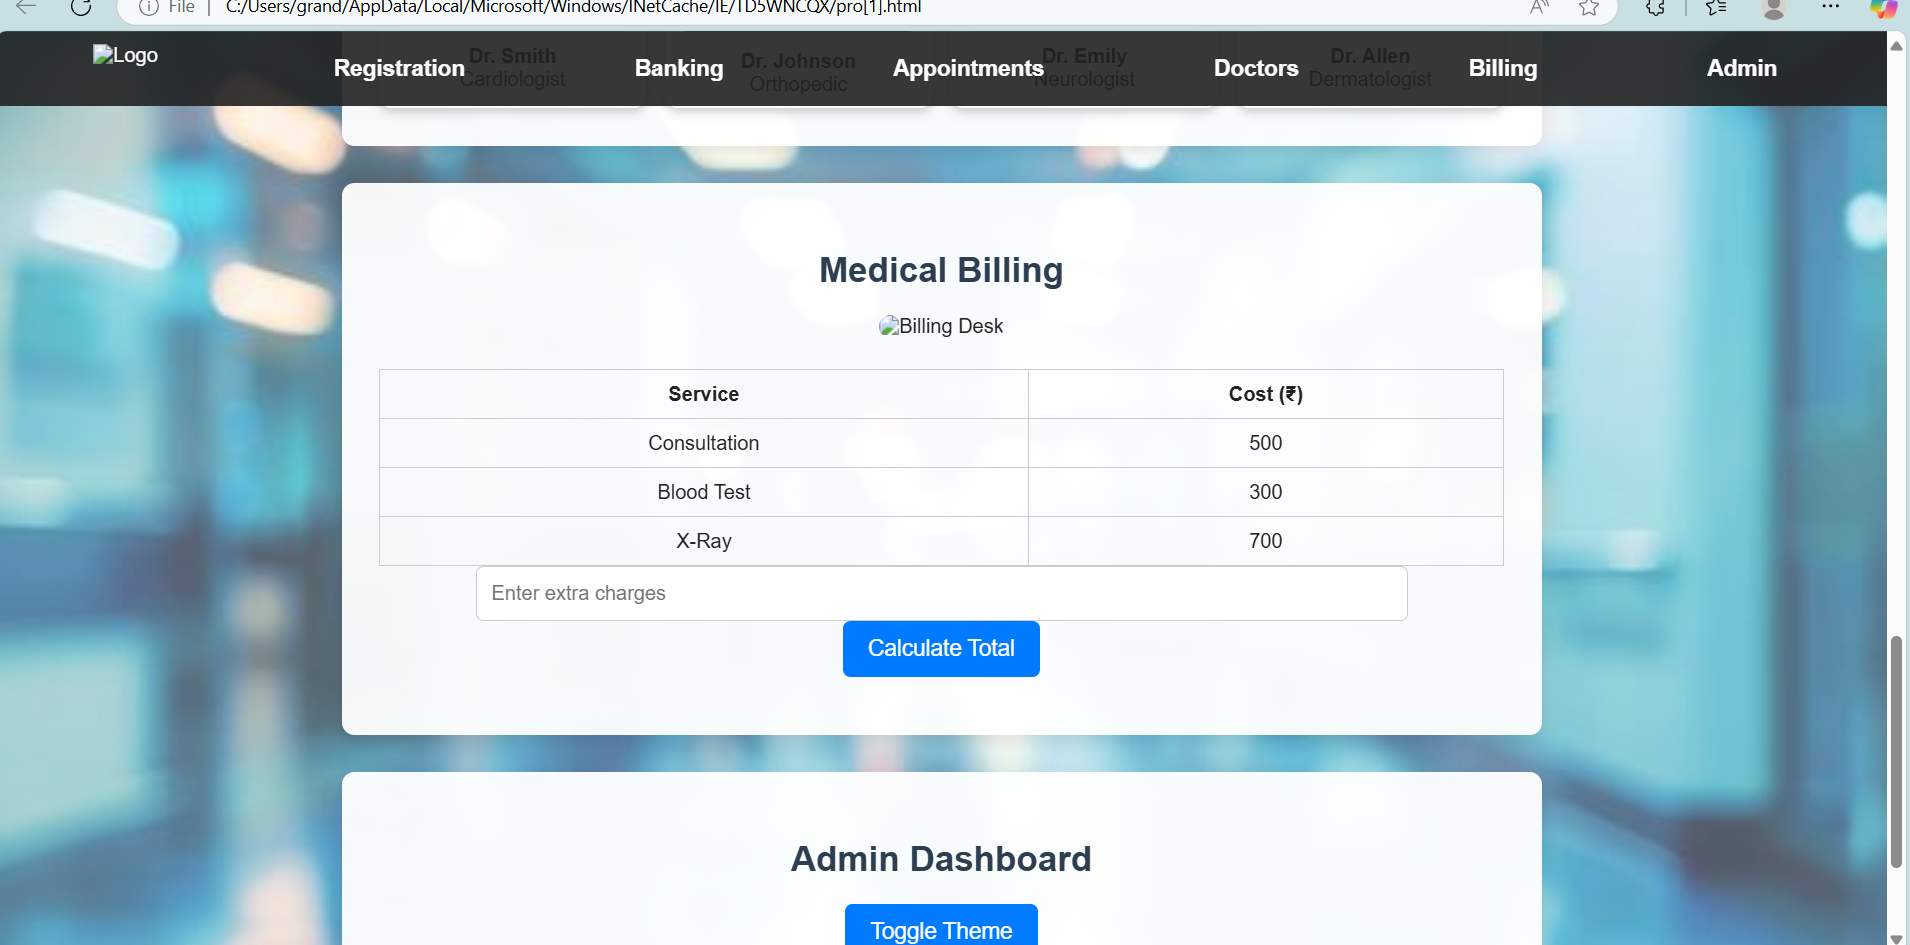 File C:/Users/grand/AppData/Local/Microsoft/Windows/INetCache/IE/TD5WNCQX/pro[1].html
Logo Registration Banking Appointments Doctors Billing Admin
Dr. Smith
Cardiologist
Dr. Johnson
Orthopedic
Dr. Emily
Neurologist
Dr. Allen
Dermatologist
Medical Billing
Billing Desk
Service Cost (₹)
Consultation 500
Blood Test 300
X-Ray 700
Enter extra charges
Calculate Total
Admin Dashboard
Toggle Theme